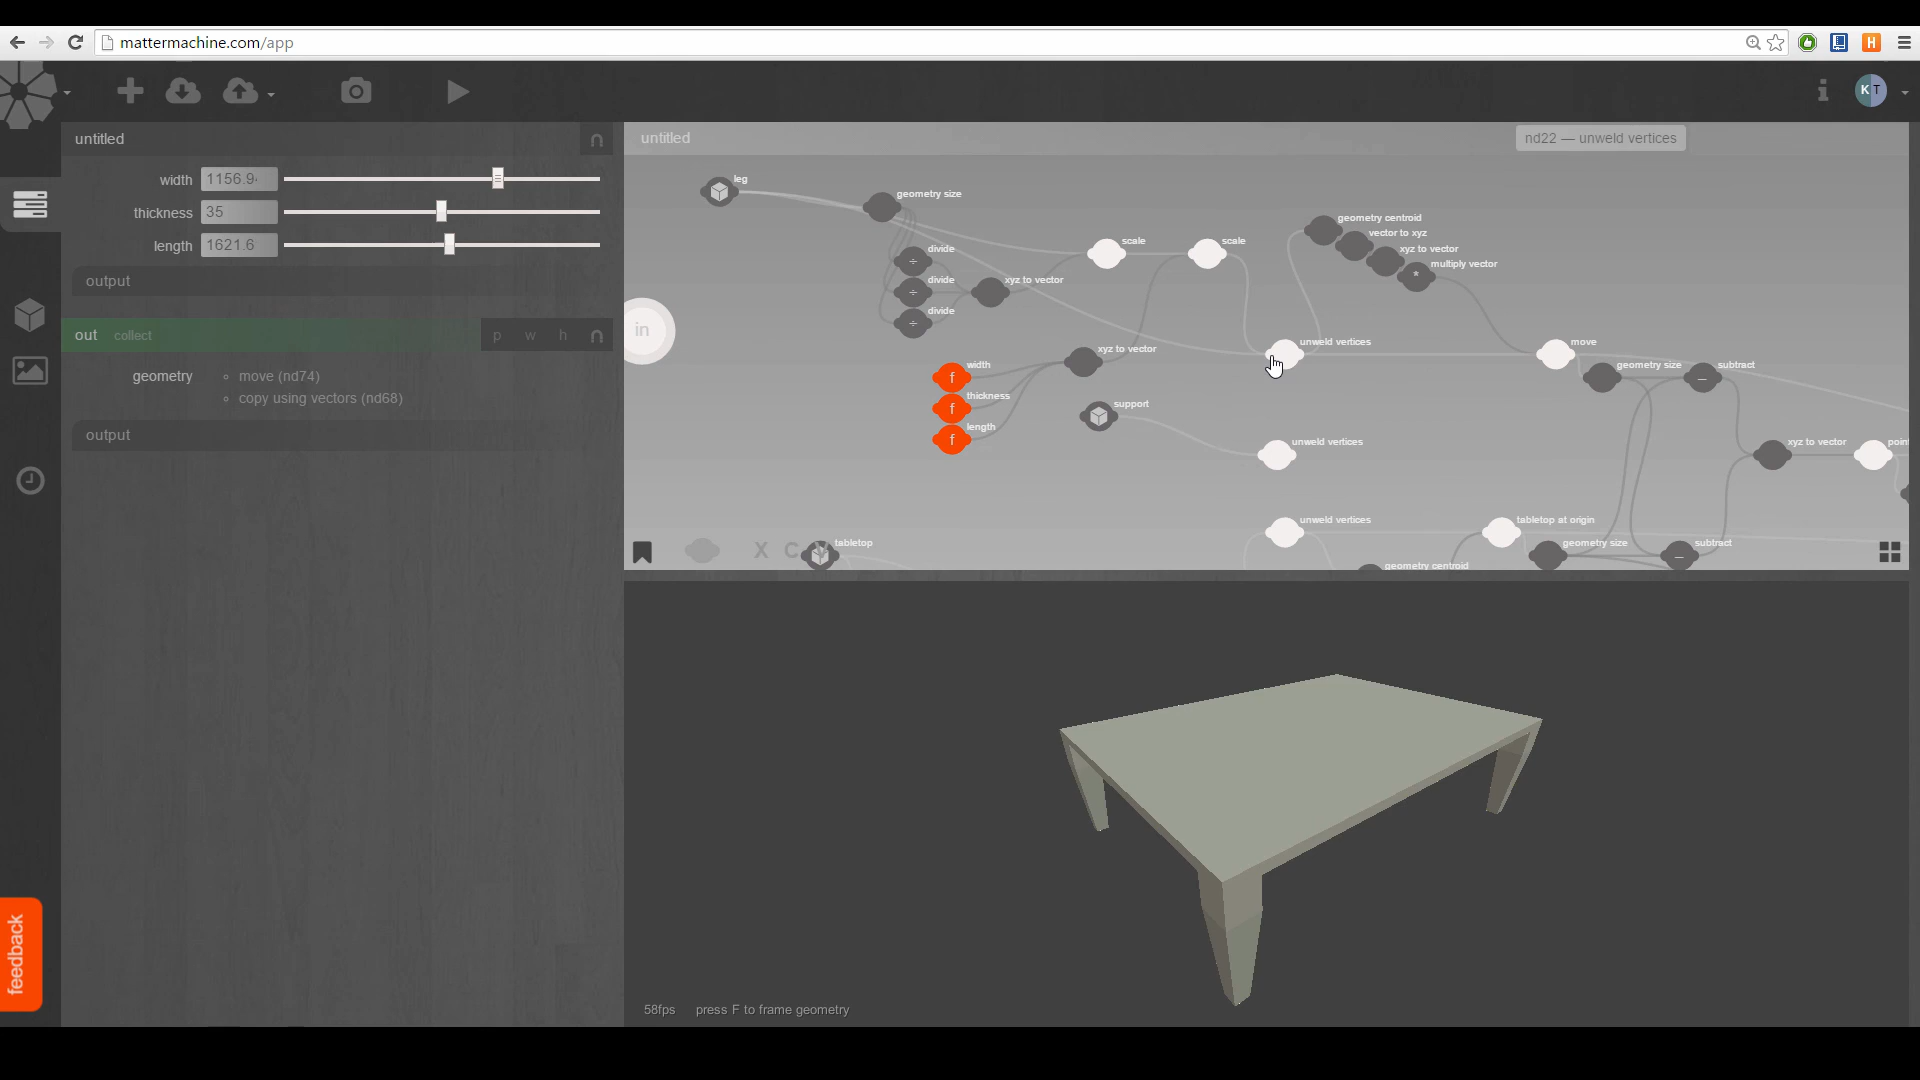 mattermachine.com/app
H
KT
untitled
width 1156.9
thickness 35
length 1621.6
output
out collect p w h
geometry
move (nd74)
copy using vectors (nd68)
output
feedback
untitled
nd22 — unweld vertices
leg
geometry size
geometry centroid
vector to xyz
scale
scale
divide
xyz to vector
multiply vector
divide
xyz to vector
divide
in
unweld vertices
move
xyz to vector
width
f
geometry size
subtract
thickness
f
support
length
f
unweld vertices
xyz to vector
unweld vertices
tabletop at origin
X C V
tabletop
geometry size
subtract
geometry centroid
58fps press F to frame geometry